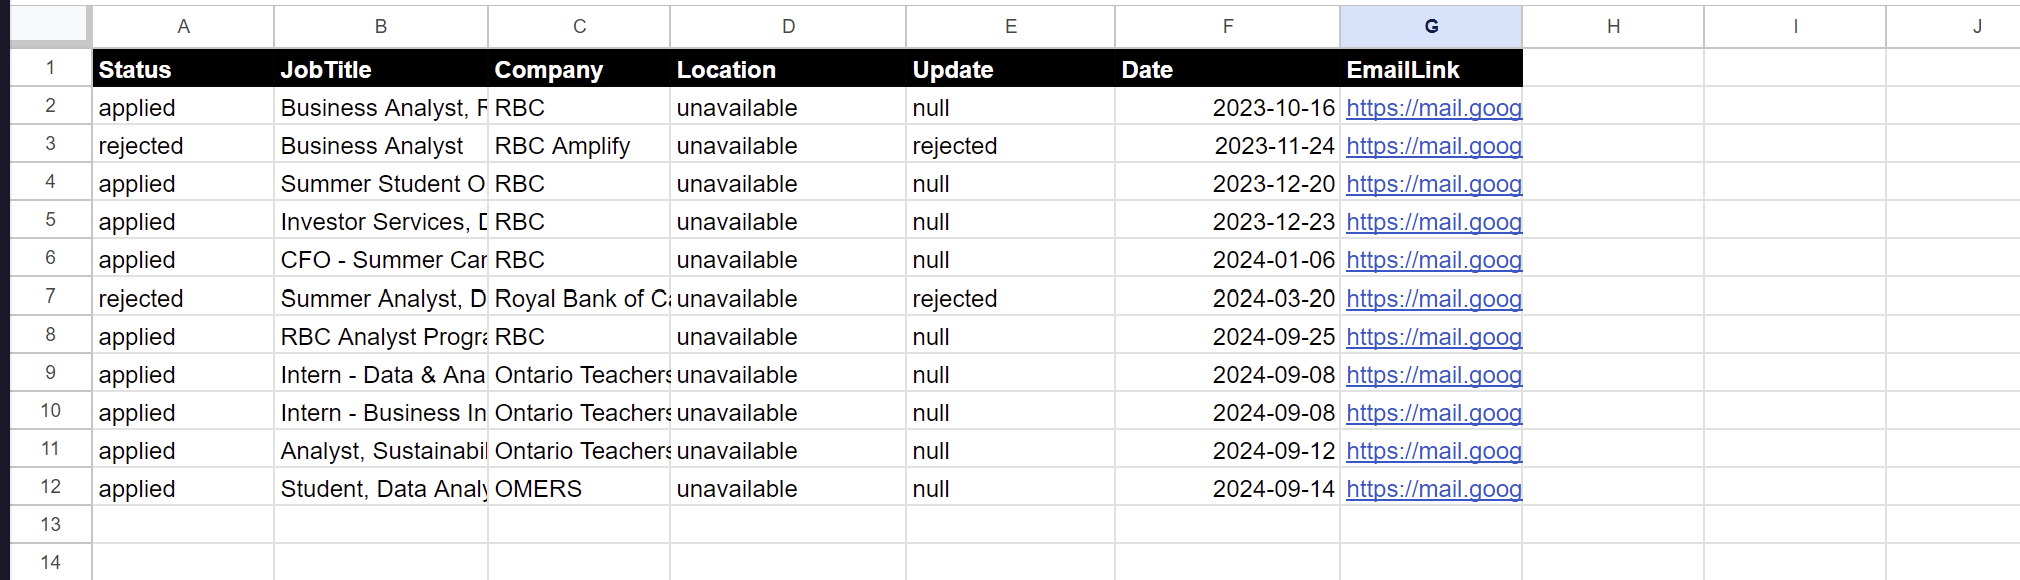 A B C D E F G H I J
1 Status JobTitle Company Location Update Date EmailLink
2 applied Business Analyst, RBC unavailable null 2023-10-16 https://mail.goog
3 rejected Business Analyst RBC Amplify unavailable rejected 2023-11-24 https://mail.goog
4 applied Summer Student O RBC unavailable null 2023-12-20 https://mail.goog
5 applied Investor Services, RBC unavailable null 2023-12-23 https://mail.goog
6 applied CFO - Summer Car RBC unavailable null 2024-01-06 https://mail.goog
7 rejected Summer Analyst, D Royal Bank of Ca unavailable rejected 2024-03-20 https://mail.goog
8 applied RBC Analyst Progra RBC unavailable null 2024-09-25 https://mail.goog
9 applied Intern - Data & Ana Ontario Teachers unavailable null 2024-09-08 https://mail.goog
10 applied Intern - Business In Ontario Teachers unavailable null 2024-09-08 https://mail.goog
11 applied Analyst, Sustainabil Ontario Teachers unavailable null 2024-09-12 https://mail.goog
12 applied Student, Data Analy OMERS unavailable null 2024-09-14 https://mail.goog
13
14